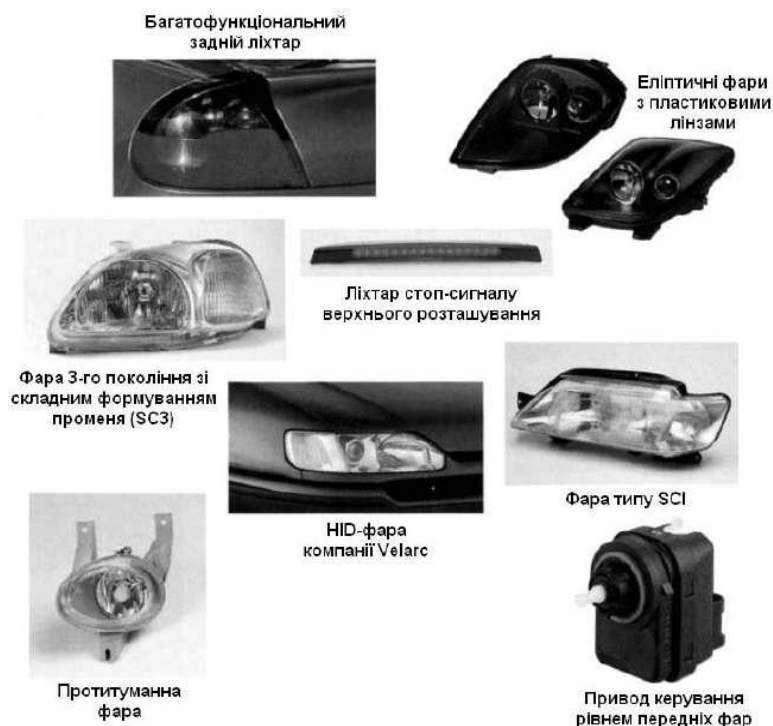 Багатофункціональний
задній ліхтар
Еліптичні фари
з пластиковими
лінзами
Ліхтар стоп-сигналу
верхнього розташування
Фара 3-го покоління зі
складним формуванням
променя (SC3)
Фара типу SCI
HID-фара
компанії Velarc
Протитуманна
фара
Привод керування
рівнем передніх фар